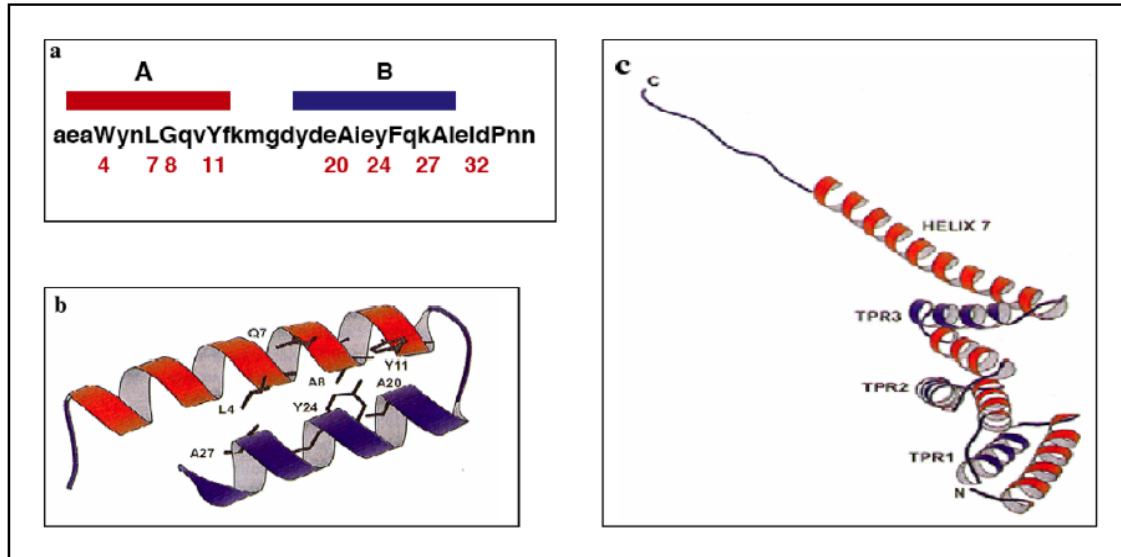 a
A B
aeaWynLGqvYfkmgdydeAieyFqkAleldPnn
4 7 8 11 20 24 27 32
b
Q7
Y11
A8
A20
L4
Y24
A27
c
C
HELIX 7
TPR3
TPR2
TPR1
N